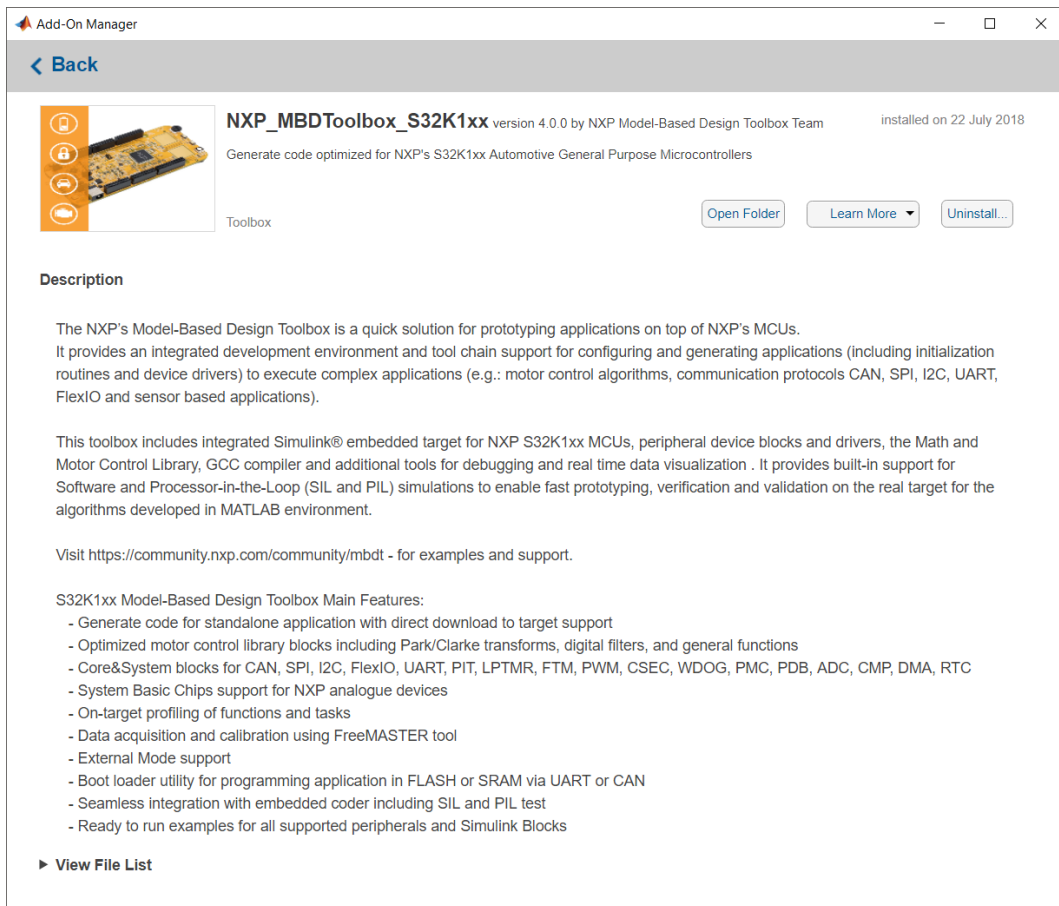 Add-On Manager
Back
NXP_MBDToolbox_S32K1xx version 4.0.0 by NXP Model-Based Design Toolbox Team
installed on 22 July 2018
Generate code optimized for NXP's S32K1xx Automotive General Purpose Microcontrollers
Toolbox
Open Folder
Learn More
Uninstall...
Description
The NXP's Model-Based Design Toolbox is a quick solution for prototyping applications on top of NXP's MCUs.
It provides an integrated development environment and tool chain support for configuring and generating applications (including initialization
routines and device drivers) to execute complex applications (e.g.: motor control algorithms, communication protocols CAN, SPI, I2C, UART,
FlexIO and sensor based applications).
This toolbox includes integrated Simulink® embedded target for NXP S32K1xx MCUs, peripheral device blocks and drivers, the Math and
Motor Control Library, GCC compiler and additional tools for debugging and real time data visualization . It provides built-in support for
Software and Processor-in-the-Loop (SIL and PIL) simulations to enable fast prototyping, verification and validation on the real target for the
algorithms developed in MATLAB environment.
Visit https://community.nxp.com/community/mbdt - for examples and support.
S32K1xx Model-Based Design Toolbox Main Features:
- Generate code for standalone application with direct download to target support
- Optimized motor control library blocks including Park/Clarke transforms, digital filters, and general functions
- Core&System blocks for CAN, SPI, I2C, FlexIO, UART, PIT, LPTMR, FTM, PWM, CSEC, WDOG, PMC, PDB, ADC, CMP, DMA, RTC
- System Basic Chips support for NXP analogue devices
- On-target profiling of functions and tasks
- Data acquisition and calibration using FreeMASTER tool
- External Mode support
- Boot loader utility for programming application in FLASH or SRAM via UART or CAN
- Seamless integration with embedded coder including SIL and PIL test
- Ready to run examples for all supported peripherals and Simulink Blocks
View File List